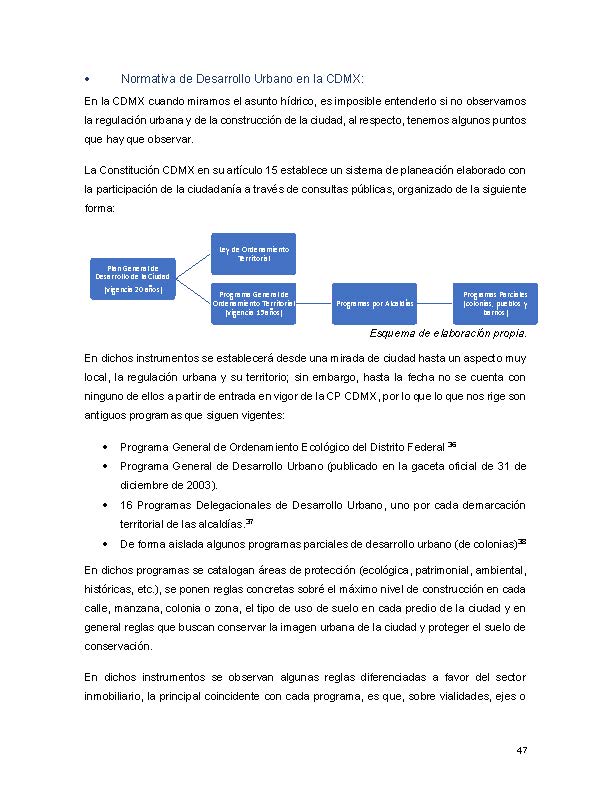 • Normativa de Desarrollo Urbano en la CDMX:
En la CDMX cuando miramos el asunto hídrico, es imposible entenderlo si no observamos
la regulación urbana y de la construcción de la ciudad, al respecto, tenemos algunos puntos
que hay que observar.
La Constitución CDMX en su artículo 15 establece un sistema de planeación elaborado con
la participación de la ciudadanía a través de consultas públicas, organizado de la siguiente
forma:
Plan General de
Desarrollo de la Ciudad
(vigencia 20 años)
Ley de Ordenamiento
Territorial
Programa General de
Ordenamiento Territorial
(vigencia 15 años)
Programas por Alcaldías
Programas Parciales
(colonias, pueblos y
barrios)
Esquema de elaboración propia.
En dichos instrumentos se establecerá desde una mirada de ciudad hasta un aspecto muy
local, la regulación urbana y su territorio; sin embargo, hasta la fecha no se cuenta con
ninguno de ellos a partir de entrada en vigor de la CP CDMX, por lo que lo que nos rige son
antiguos programas que siguen vigentes:
• Programa General de Ordenamiento Ecológico del Distrito Federal 36
• Programa General de Desarrollo Urbano (publicado en la gaceta oficial de 31 de
diciembre de 2003).
• 16 Programas Delegacionales de Desarrollo Urbano, uno por cada demarcación
territorial de las alcaldías.37
• De forma aislada algunos programas parciales de desarrollo urbano (de colonias)38
En dichos programas se catalogan áreas de protección (ecológica, patrimonial, ambiental,
históricas, etc.), se ponen reglas concretas sobré el máximo nivel de construcción en cada
calle, manzana, colonia o zona, el tipo de uso de suelo en cada predio de la ciudad y en
general reglas que buscan conservar la imagen urbana de la ciudad y proteger el suelo de
conservación.
En dichos instrumentos se observan algunas reglas diferenciadas a favor del sector
inmobiliario, la principal coincidente con cada programa, es que, sobre vialidades, ejes o
47